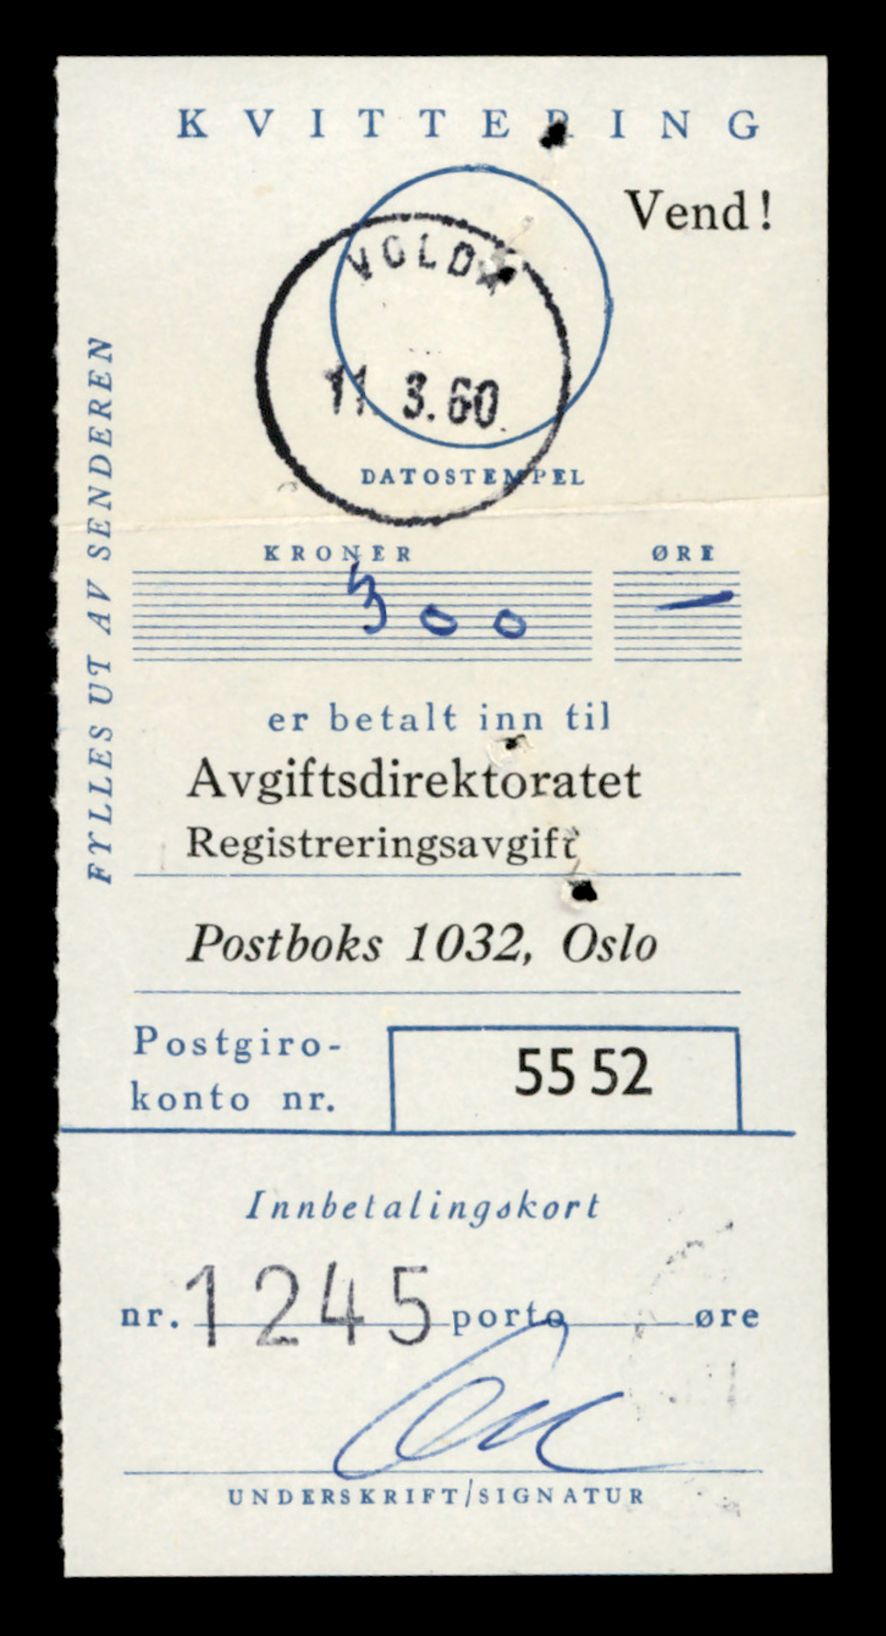 KVITTERING
Vend!
VOLDA
11. 3. 60
DATOSTEMPEL
FYLLES UT AV SENDEREN
KRONER ØRE
300 —
er betalt inn til
Avgiftsdirektoratet
Registreringsavgift
Postboks 1032, Oslo
Postgiro-
konto nr.
55 52
Innbetalingskort
nr. 1245 porto øre
UNDERSKRIFT/SIGNATUR